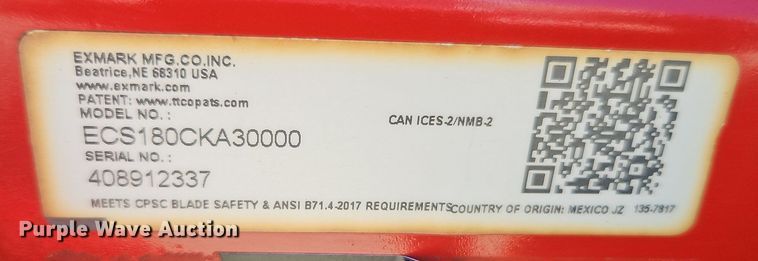 EXMARK MFG.CO.INC.
Beatrice,NE 68310 USA
www.exmark.com
PATENT: www.ttcopats.com
MODEL NO.:
CAN ICES-2/NMB-2
ECS180CKA30000
SERIAL NO.:
408912337
MEETS CPSC BLADE SAFETY & ANSI B71.4-2017 REQUIREMENTS COUNTRY OF ORIGIN: MEXICO JZ 135-7817
Purple Wave Auction